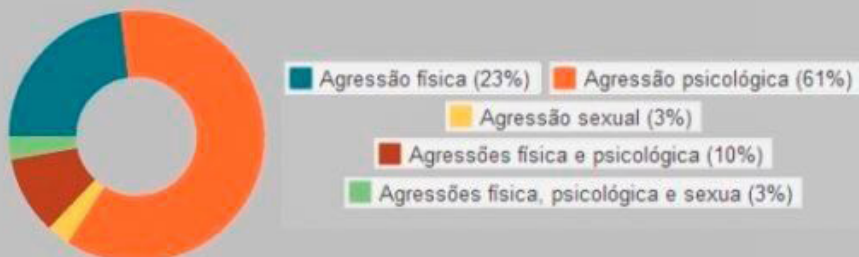 Agressão física (23%) Agressão psicológica (61%)
Agressão sexual (3%)
Agressões física e psicológica (10%)
Agressões física, psicológica e sexua (3%)